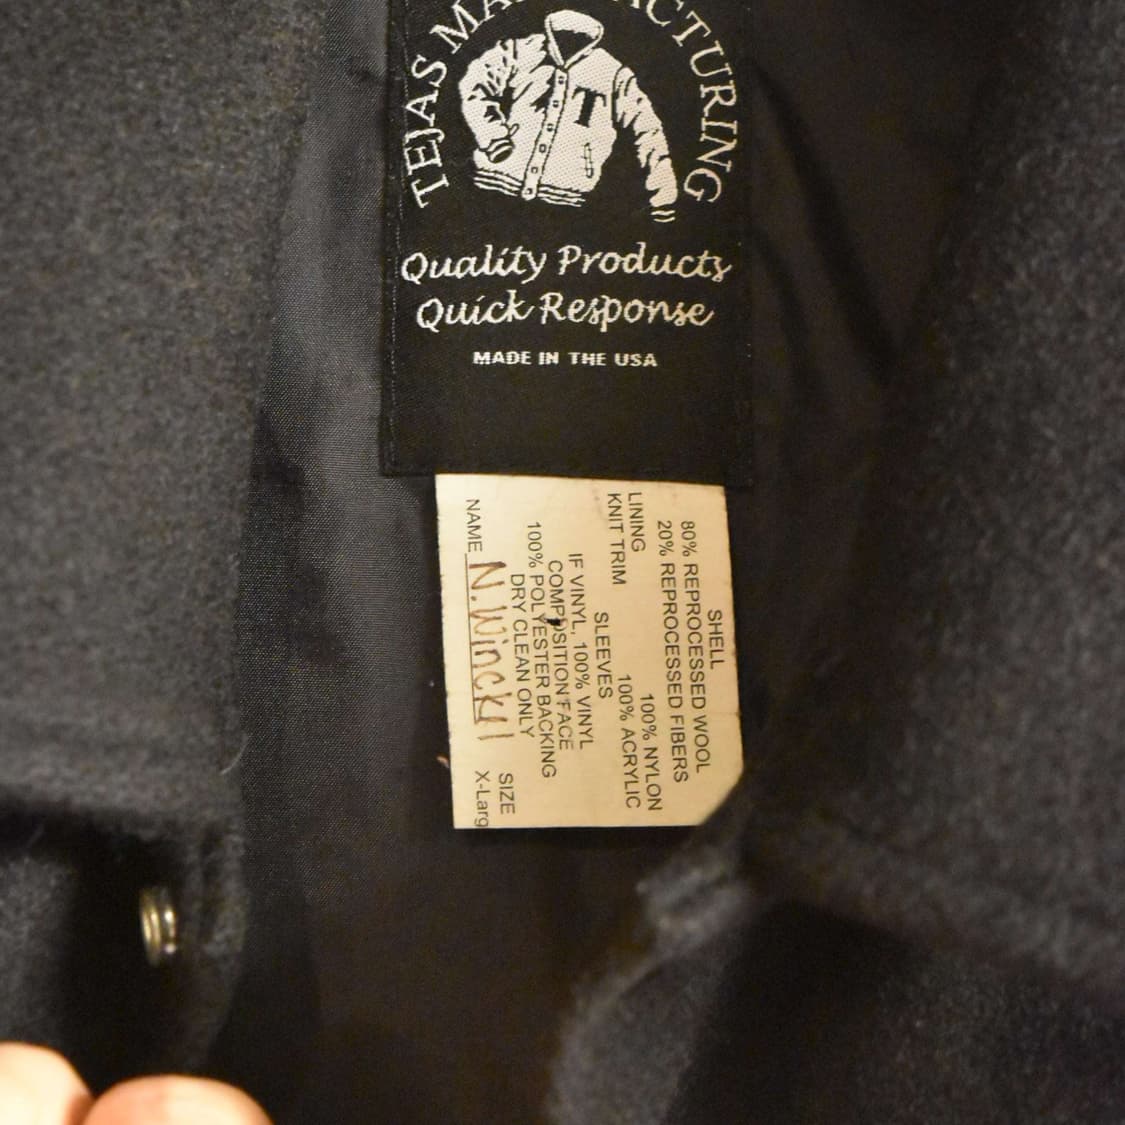 TEJAS MANUFACTURING
T
Quality Products
Quick Response
MADE IN THE USA
SHELL
80% REPROCESSED WOOL
20% REPROCESSED FIBERS
LINING 100% NYLON
KNIT TRIM 100% ACRYLIC
SLEEVES
IF VINYL, 100% VINYL
COMPOSITION FACE
100% POLYESTER BACKING
DRY CLEAN ONLY
SIZE
NAME N. X-Larg